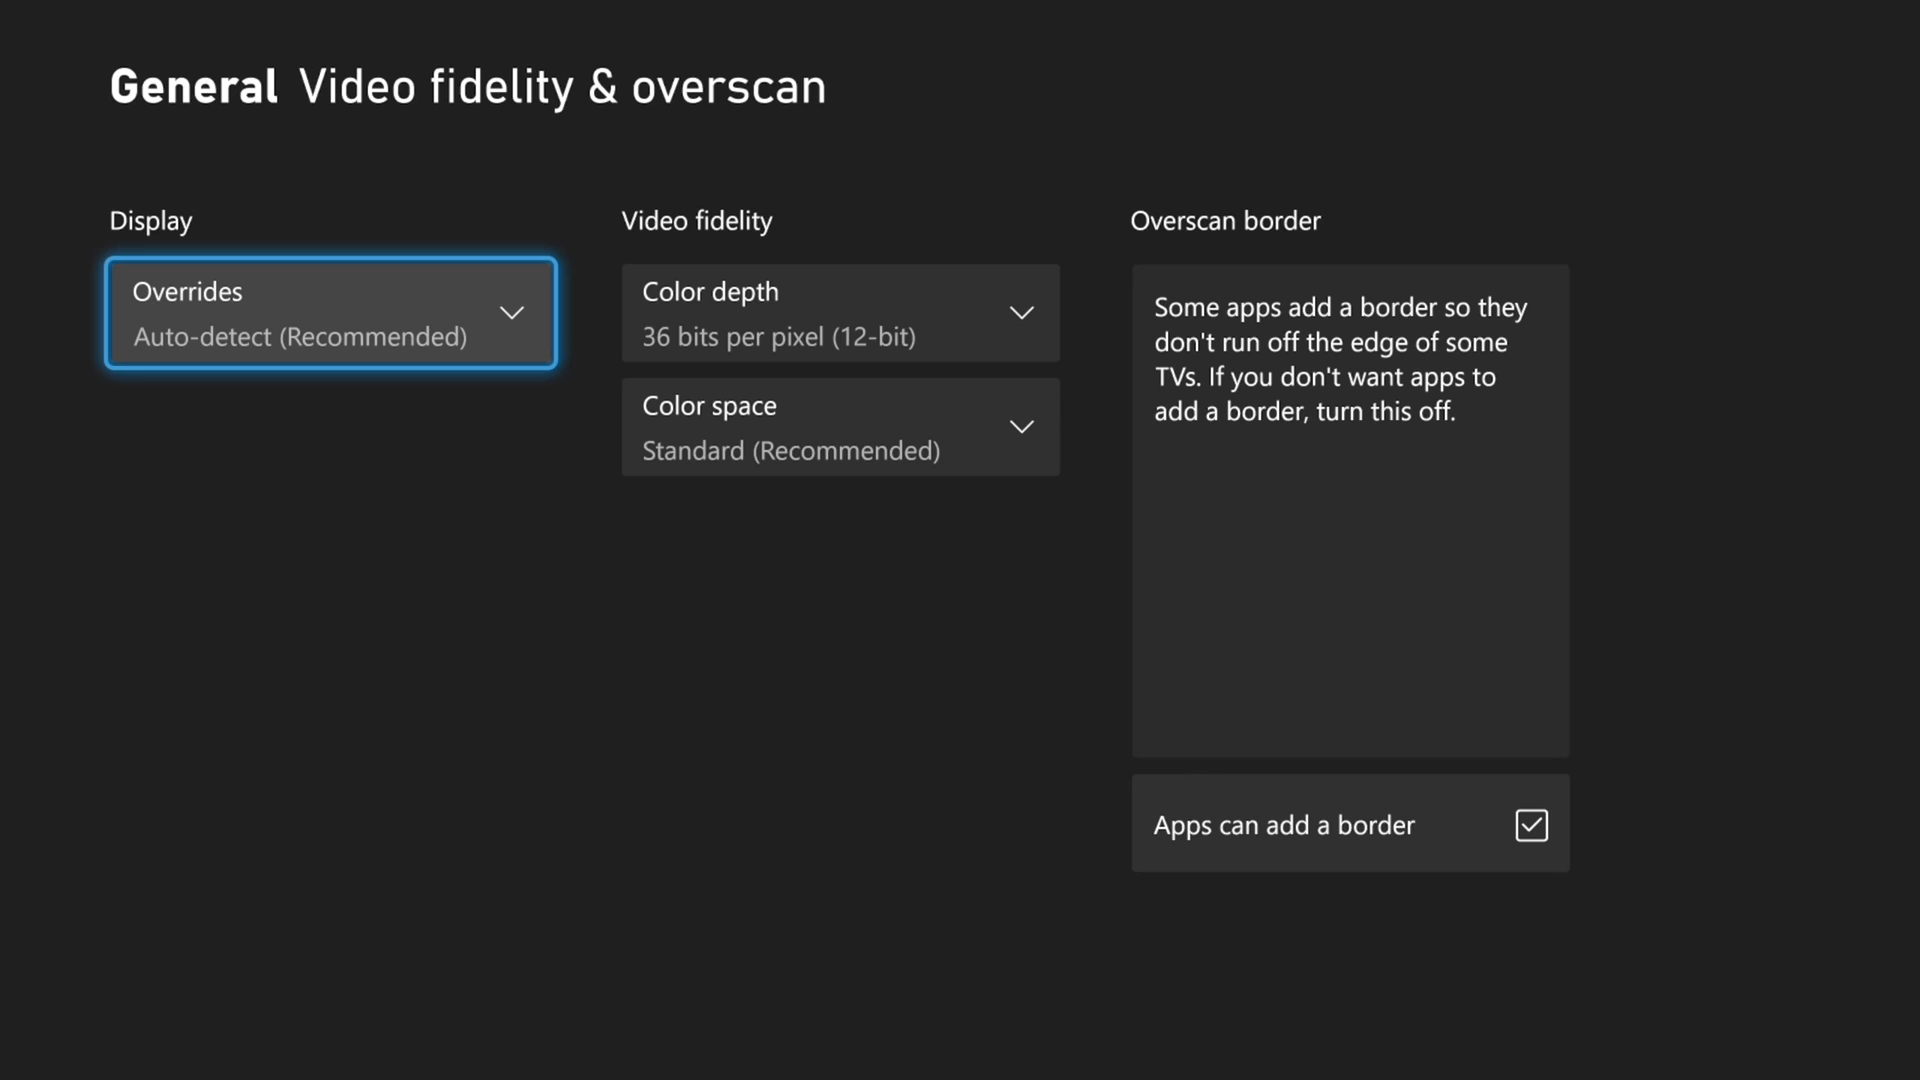 General Video fidelity & overscan
Display
Overrides
Auto-detect (Recommended)
Video fidelity
Color depth
36 bits per pixel (12-bit)
Color space
Standard (Recommended)
Overscan border
Some apps add a border so they
don't run off the edge of some
TVs. If you don't want apps to
add a border, turn this off.
Apps can add a border